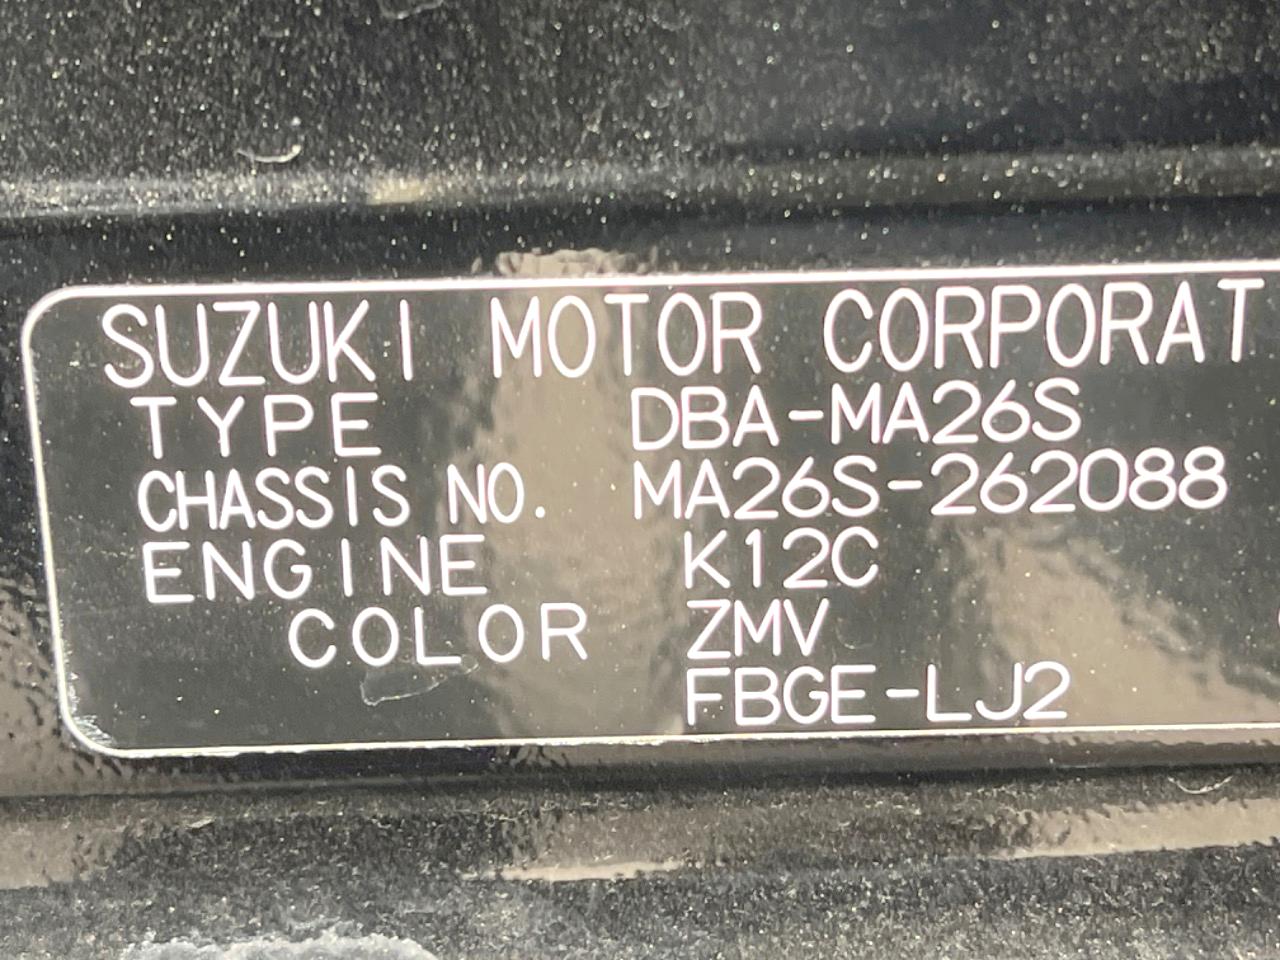 SUZUKI MOTOR CORPORAT
TYPE DBA-MA26S
CHASSIS NO. MA26S-262088
ENGINE K12C
COLOR ZMV
FBGE-LJ2